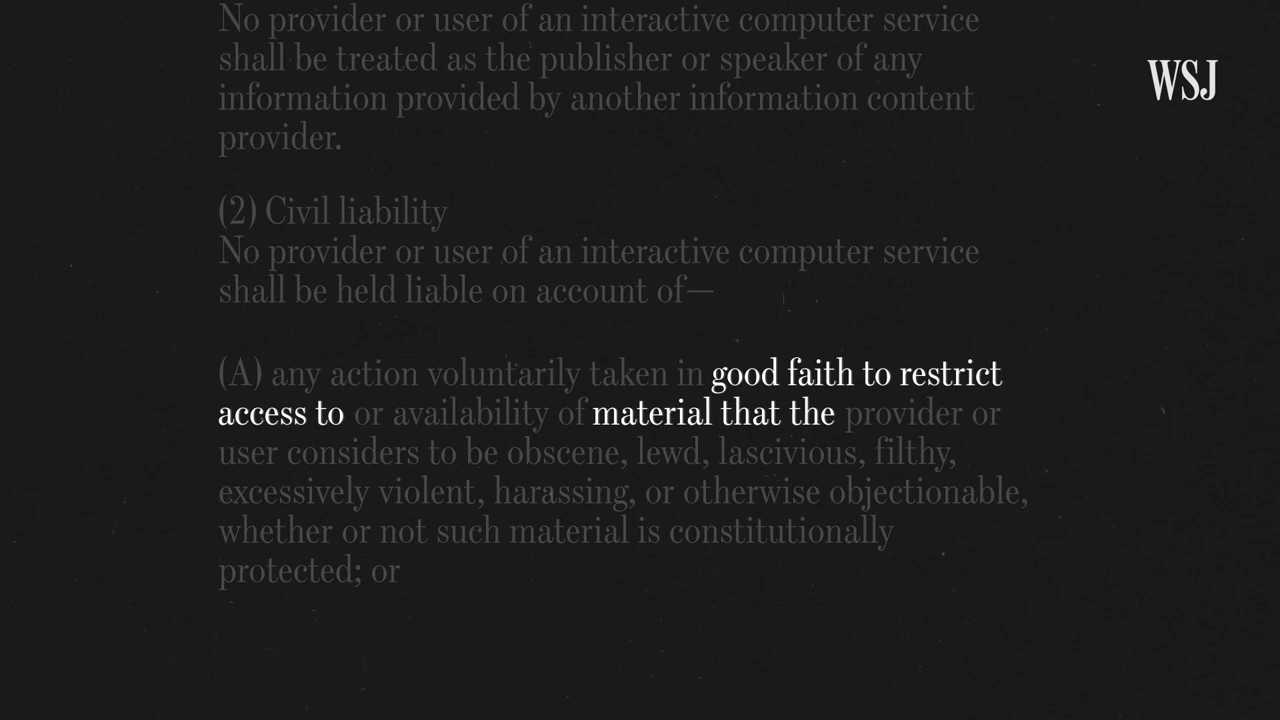 No provider or user of an interactive computer service
shall be treated as the publisher or speaker of any
information provided by another information content
provider.
WSJ
(2) Civil liability
No provider or user of an interactive computer service
shall be held liable on account of—
(A) any action voluntarily taken in good faith to restrict
access to or availability of material that the provider or
user considers to be obscene, lewd, lascivious, filthy,
excessively violent, harassing, or otherwise objectionable,
whether or not such material is constitutionally
protected; or